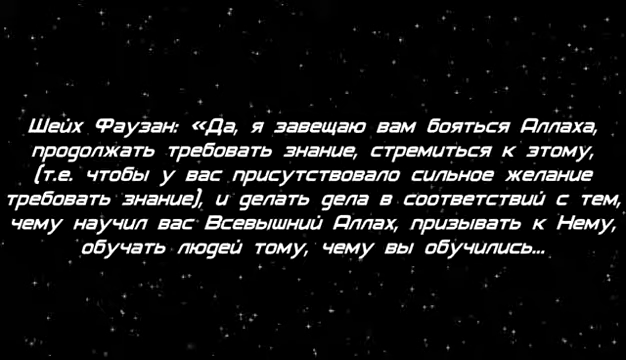 Шейх Фаузан: «Да, я завещаю вам бояться Аллаха,
продолжать требовать знание, стремиться к этому,
(т.е. чтобы у вас присутствовало сильное желание
требовать знание), и делать дела в соответствий с тем,
чему научил вас Всевышний Аллах, призывать к Нему,
обучать людей тому, чему вы обучились...